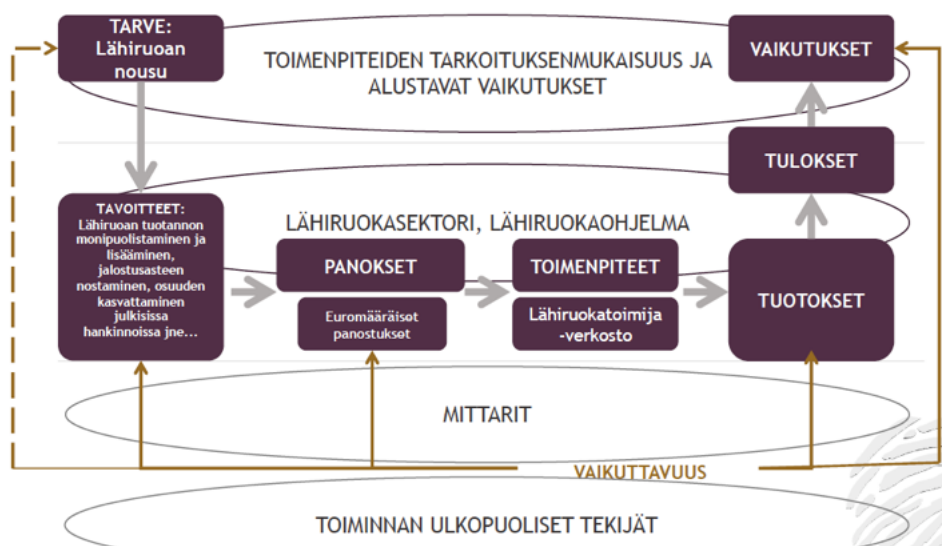 TARVE:
Lähiruoan
nousu
TOIMENPITEIDEN TARKOITUKSENMUKAISUUS JA
ALUSTAVAT VAIKUTUKSET
VAIKUTUKSET
TULOKSET
TAVOITTEET:
Lähiruoan tuotannon
monipuolistaminen ja
lisääminen,
jalostusasteen
nostaminen, osuuden
kasvattaminen
julkisissa
hankinnoissa jne...
LÄHIRUOKASEKTORI, LÄHIRUOKAOHJELMA
PANOKSET
Euromääräiset
panostukset
TOIMENPITEET
Lähiruokatoimija
-verkosto
TUOTOKSET
MITTARIT
VAIKUTTAVUUS
TOIMINNAN ULKOPUOLISET TEKIJÄT